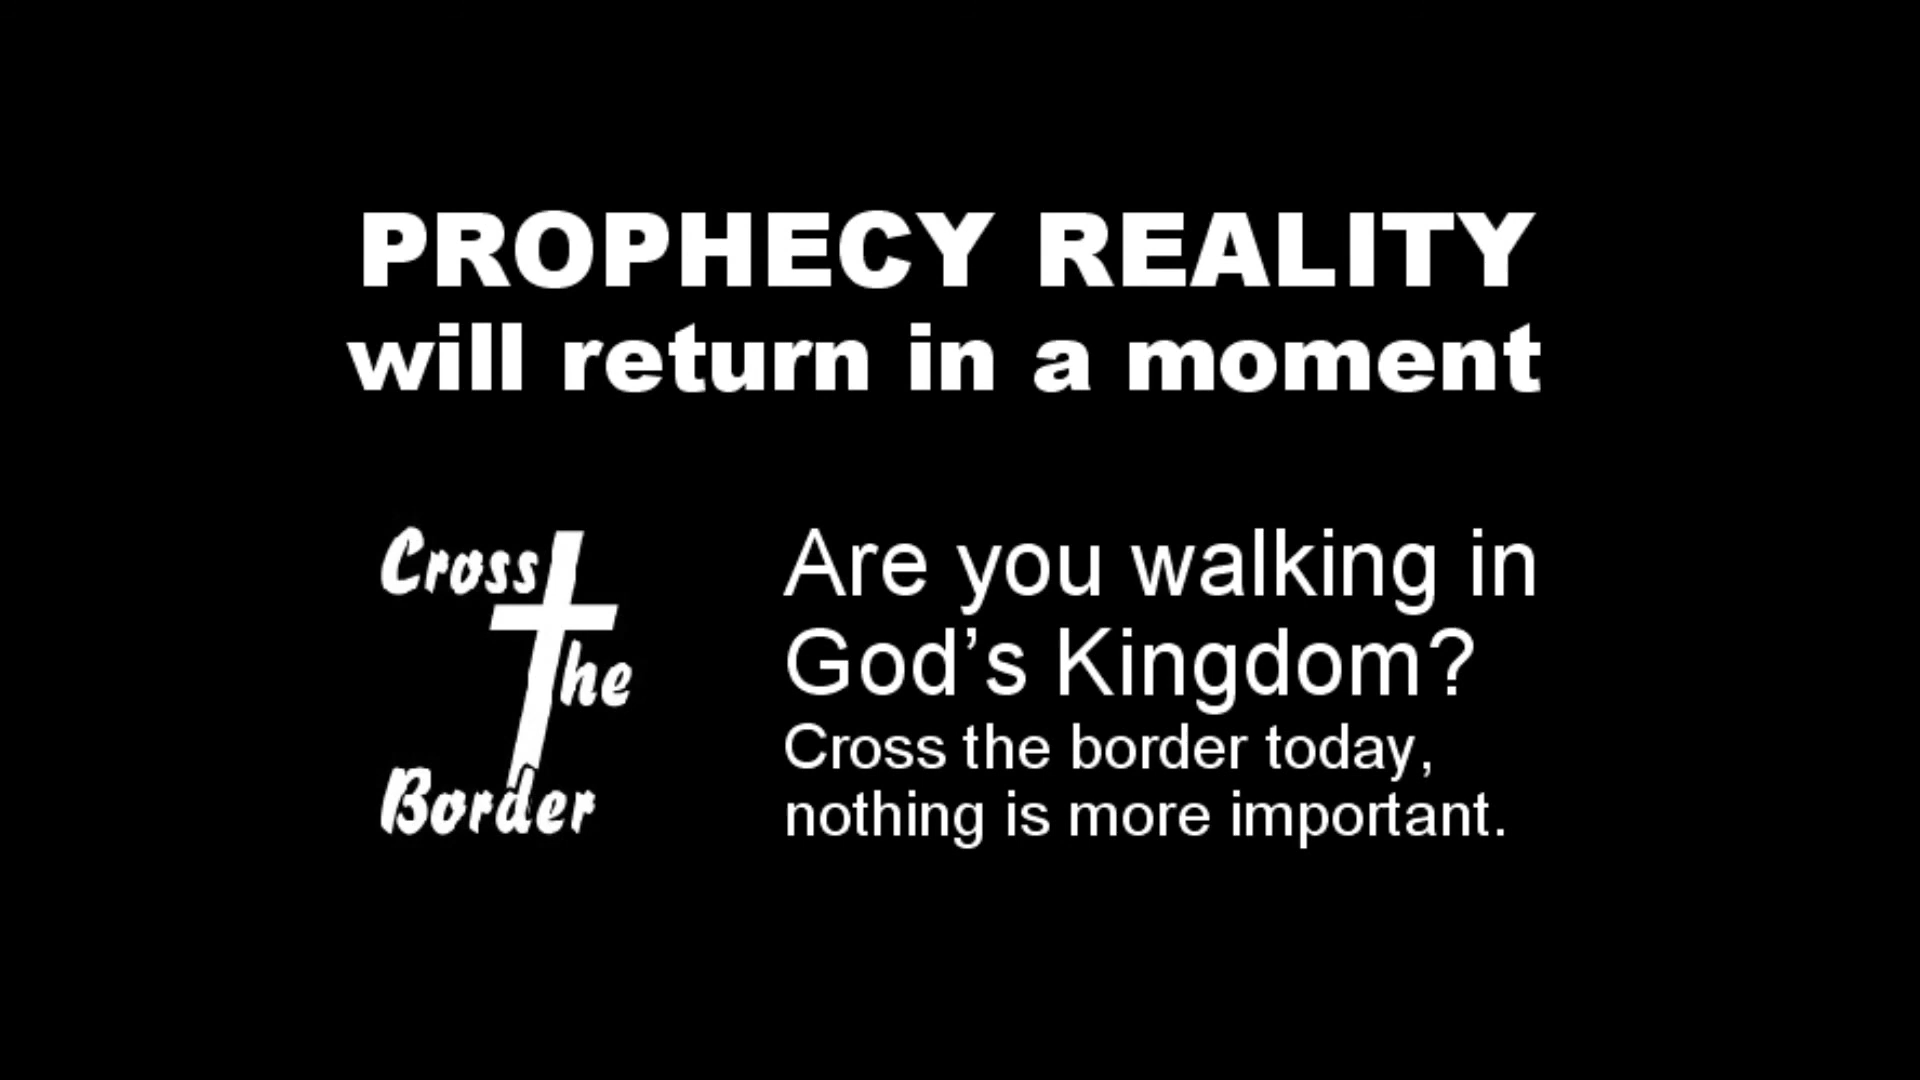 PROPHECY REALITY
will return in a moment
Cross
the
Border
Are you walking in
God’s Kingdom?
Cross the border today,
nothing is more important.